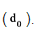 ( d₀ ).